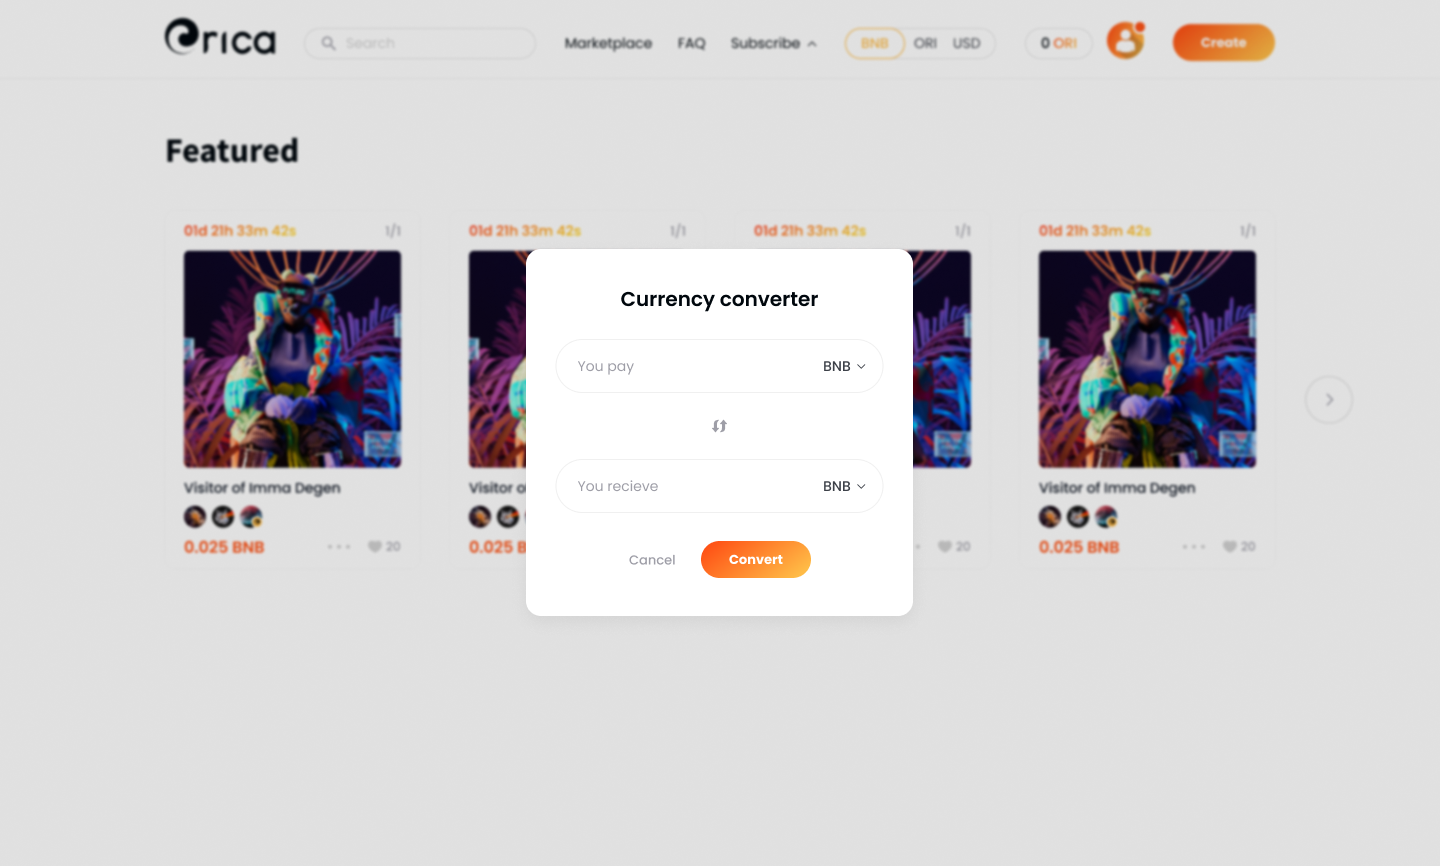 Orica
Search
Marketplace
FAQ
Subscribe
BNB ORI USD
0 ORI
Create
Featured
01d 21h 33m 42s 1/1
01d 21h 33m 42s 1/1
01d 21h 33m 42s 1/1
01d 21h 33m 42s 1/1
Currency converter
You pay BNB
You recieve BNB
Cancel Convert
Visitor of Imma Degen
Visitor o
Visitor of Imma Degen
0.025 BNB 20
0.025 B
20
0.025 BNB 20